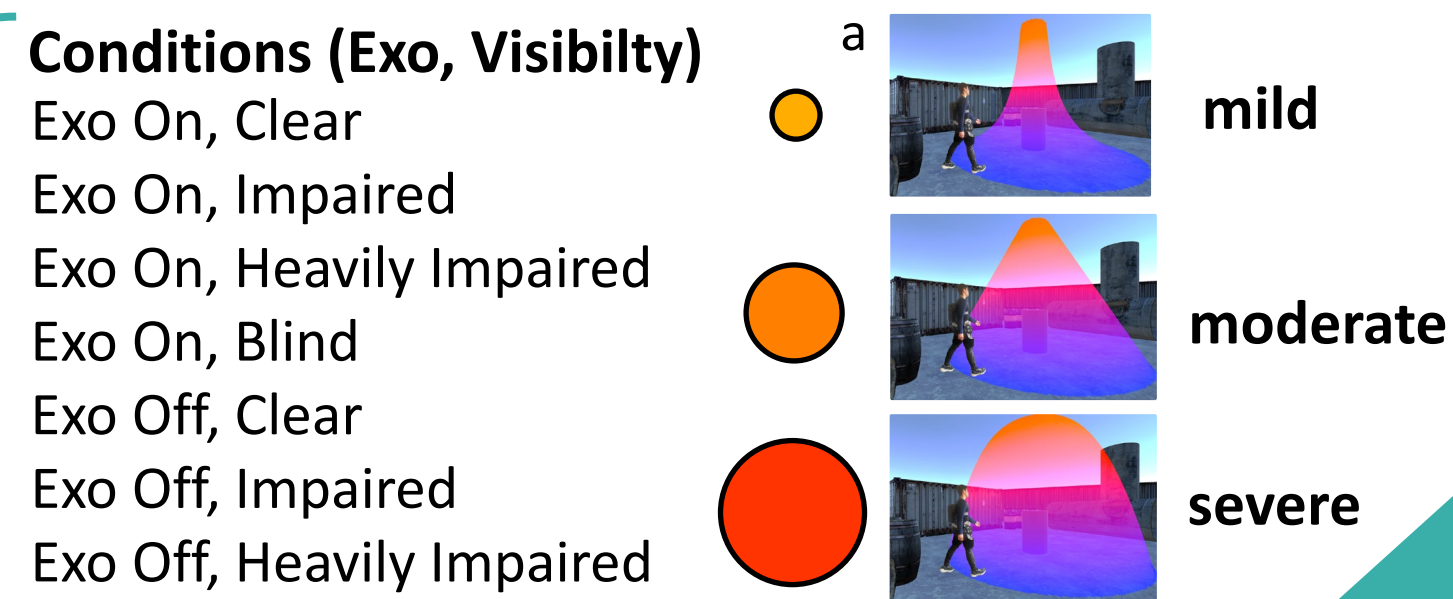 Conditions (Exo, Visibilty)
Exo On, Clear
Exo On, Impaired
Exo On, Heavily Impaired
Exo On, Blind
Exo Off, Clear
Exo Off, Impaired
Exo Off, Heavily Impaired
a
mild
moderate
severe